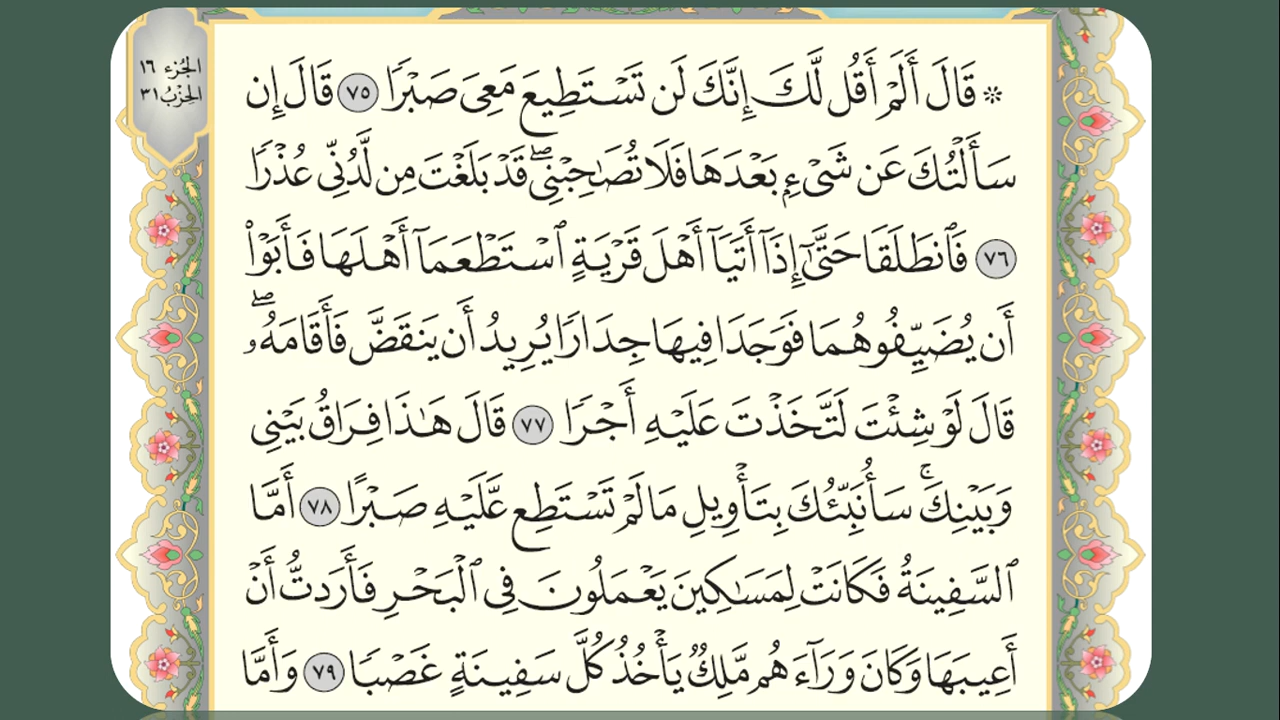 الجزء ١٦
الحزب ٣١
۞ قَالَ أَلَمْ أَقُل لَّكَ إِنَّكَ لَن تَسْتَطِيعَ مَعِىَ صَبْرًا ٧٥ قَالَ إِن
سَأَلْتُكَ عَن شَىْءٍۭ بَعْدَهَا فَلَا تُصَـٰحِبْنِى ۖ قَدْ بَلَغْتَ مِن لَّدُنِّى عُذْرًا
٧٦ فَٱنطَلَقَا حَتَّىٰٓ إِذَآ أَتَيَآ أَهْلَ قَرْيَةٍ ٱسْتَطْعَمَآ أَهْلَهَا فَأَبَوْا۟
أَن يُضَيِّفُوهُمَا فَوَجَدَا فِيهَا جِدَارًا يُرِيدُ أَن يَنقَضَّ فَأَقَامَهُۥ ۖ
قَالَ لَوْ شِئْتَ لَتَّخَذْتَ عَلَيْهِ أَجْرًا ٧٧ قَالَ هَـٰذَا فِرَاقُ بَيْنِى
وَبَيْنِكَ ۚ سَأُنَبِّئُكَ بِتَأْوِيلِ مَا لَمْ تَسْتَطِع عَّلَيْهِ صَبْرًا ٧٨ أَمَّا
ٱلسَّفِينَةُ فَكَانَتْ لِمَسَـٰكِينَ يَعْمَلُونَ فِى ٱلْبَحْرِ فَأَرَدتُّ أَنْ
أَعِيبَهَا وَكَانَ وَرَآءَهُم مَّلِكٌ يَأْخُذُ كُلَّ سَفِينَةٍ غَصْبًا ٧٩ وَأَمَّا